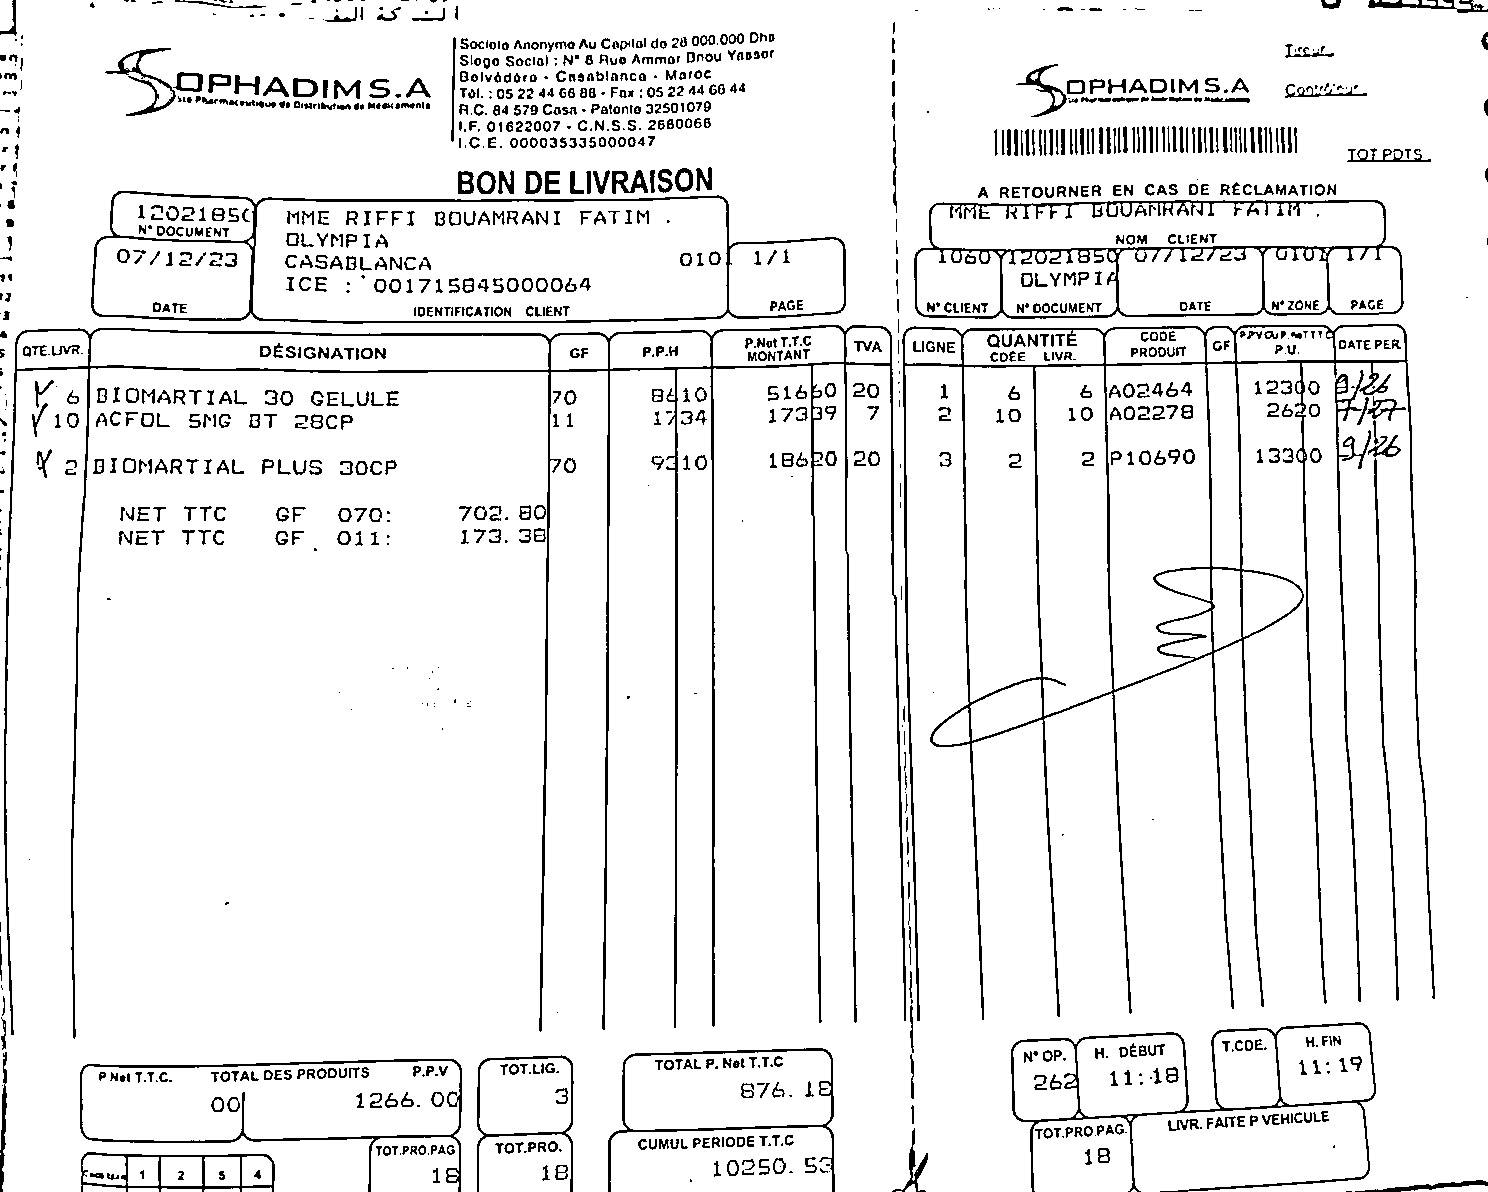 SOPHADIM S.A
Sté Pharmaceutique de Distribution de Médicaments
Société Anonyme Au Capital de 28 000.000 Dhs
Siège Social : N° 8 Rue Ammar Bnou Yasser
Belvédère - Casablanca - Maroc
Tél. : 05 22 44 66 88 - Fax : 05 22 44 66 44
R.C. 84 579 Casa - Patente 32501079
I.F. 01622007 - C.N.S.S. 2680068
I.C.E. 000035335000047
BON DE LIVRAISON
1202185
N° DOCUMENT
07/12/23
DATE
MME RIFFI BOUAMRANI FATIM .
OLYMPIA
CASABLANCA 010
ICE : 001715845000064
IDENTIFICATION CLIENT
1/1
PAGE
QTE.LIVR. DÉSIGNATION GF P.P.H P.Net T.T.C MONTANT TVA
6 BIOMARTIAL 30 GELULE 70 8610 51660 20
10 ACFOL 5MG BT 28CP 11 1734 17339 7
2 BIOMARTIAL PLUS 30CP 70 9310 18620 20
NET TTC GF 070: 702.80
NET TTC GF 011: 173.38
P Net T.T.C. TOTAL DES PRODUITS P.P.V
00 1266.00
TOT.LIG.
3
TOTAL P. Net T.T.C
876.18
TOT.PRO.PAG
18
TOT.PRO.
18
CUMUL PERIODE T.T.C
10250.53
1 2 5 4
Tireur
SOPHADIM S.A
Contrôleur
TOT PDTS
A RETOURNER EN CAS DE RÉCLAMATION
MME RIFFI BOUAMRANI FATIM .
NOM CLIENT
1060 12021850 07/12/23 0101 1/1
OLYMPIA
N° CLIENT N° DOCUMENT DATE N° ZONE PAGE
LIGNE QUANTITÉ CDÉE LIVR. CODE PRODUIT GF P.U. DATE PER.
1 6 6 A02464 12300 9/26
2 10 10 A02278 2620 7/27
3 2 2 P10690 13300 9/26
N° OP. H. DÉBUT T.CDE. H. FIN
262 11:18 11:19
TOT.PRO PAG. LIVR. FAITE P VEHICULE
18